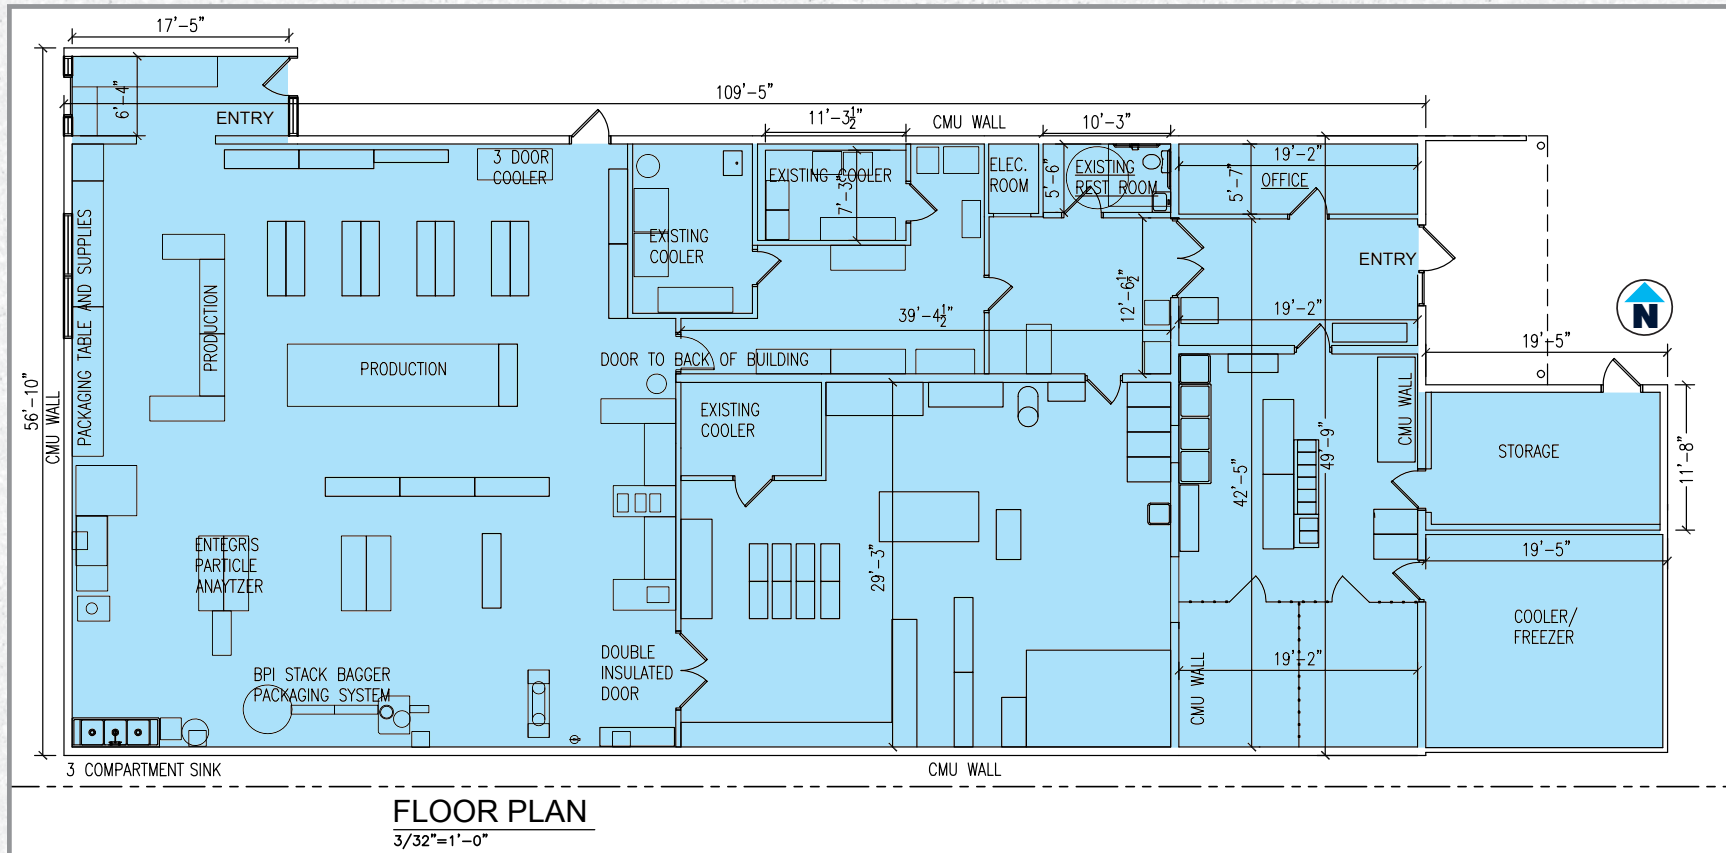 17'-5"
6'-4"
ENTRY
109'-5"
11'-3½"
CMU WALL
10'-3"
3 DOOR
COOLER
EXISTING COOLER
7'-3"
ELEC.
ROOM
5'-6"
EXISTING
REST ROOM
5'-7"
19'-2"
OFFICE
PACKAGING TABLE AND SUPPLIES
EXISTING
COOLER
ENTRY
12'-6½"
39'-4½"
19'-2"
N
19'-5"
PRODUCTION
PRODUCTION
DOOR TO BACK OF BUILDING
56'-10"
CMU WALL
EXISTING
COOLER
CMU WALL
STORAGE
11'-8"
42'-5"
49'-9"
29'-3"
ENTEGRIS
PARTICLE
ANAYTZER
19'-5"
COOLER/
FREEZER
DOUBLE
INSULATED
DOOR
BPI STACK BAGGER
PACKAGING SYSTEM
19'-2"
CMU WALL
3 COMPARTMENT SINK
CMU WALL
FLOOR PLAN
3/32"=1'-0"